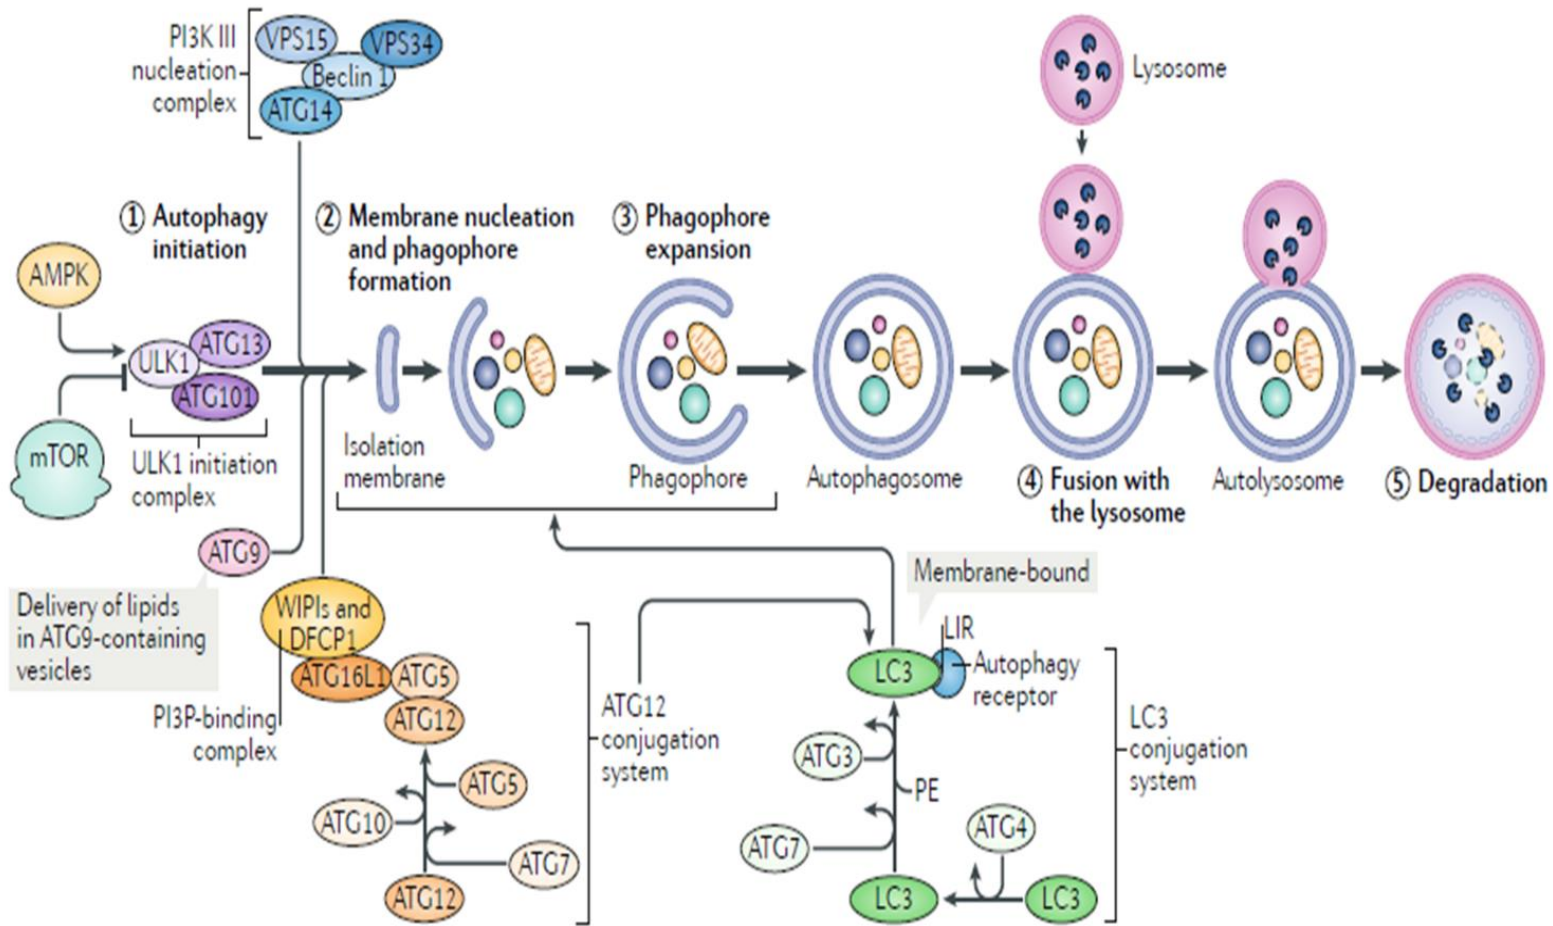 PI3K III
nucleation
complex
VPS15
VPS34
Beclin 1
ATG14
Lysosome
① Autophagy
initiation
② Membrane nucleation
and phagophore
formation
③ Phagophore
expansion
AMPK
ULK1
ATG13
ATG101
mTOR
ULK1 initiation
complex
Isolation
membrane
Phagophore
Autophagosome
④ Fusion with
the lysosome
Autolysosome
⑤ Degradation
ATG9
Delivery of lipids
in ATG9-containing
vesicles
WIPIs and
DFCP1
ATG16L1
ATG5
ATG12
PI3P-binding
complex
ATG5
ATG10
ATG7
ATG12
ATG12
conjugation
system
Membrane-bound
LIR
LC3
Autophagy
receptor
ATG3
PE
ATG7
ATG4
LC3
LC3
LC3
conjugation
system